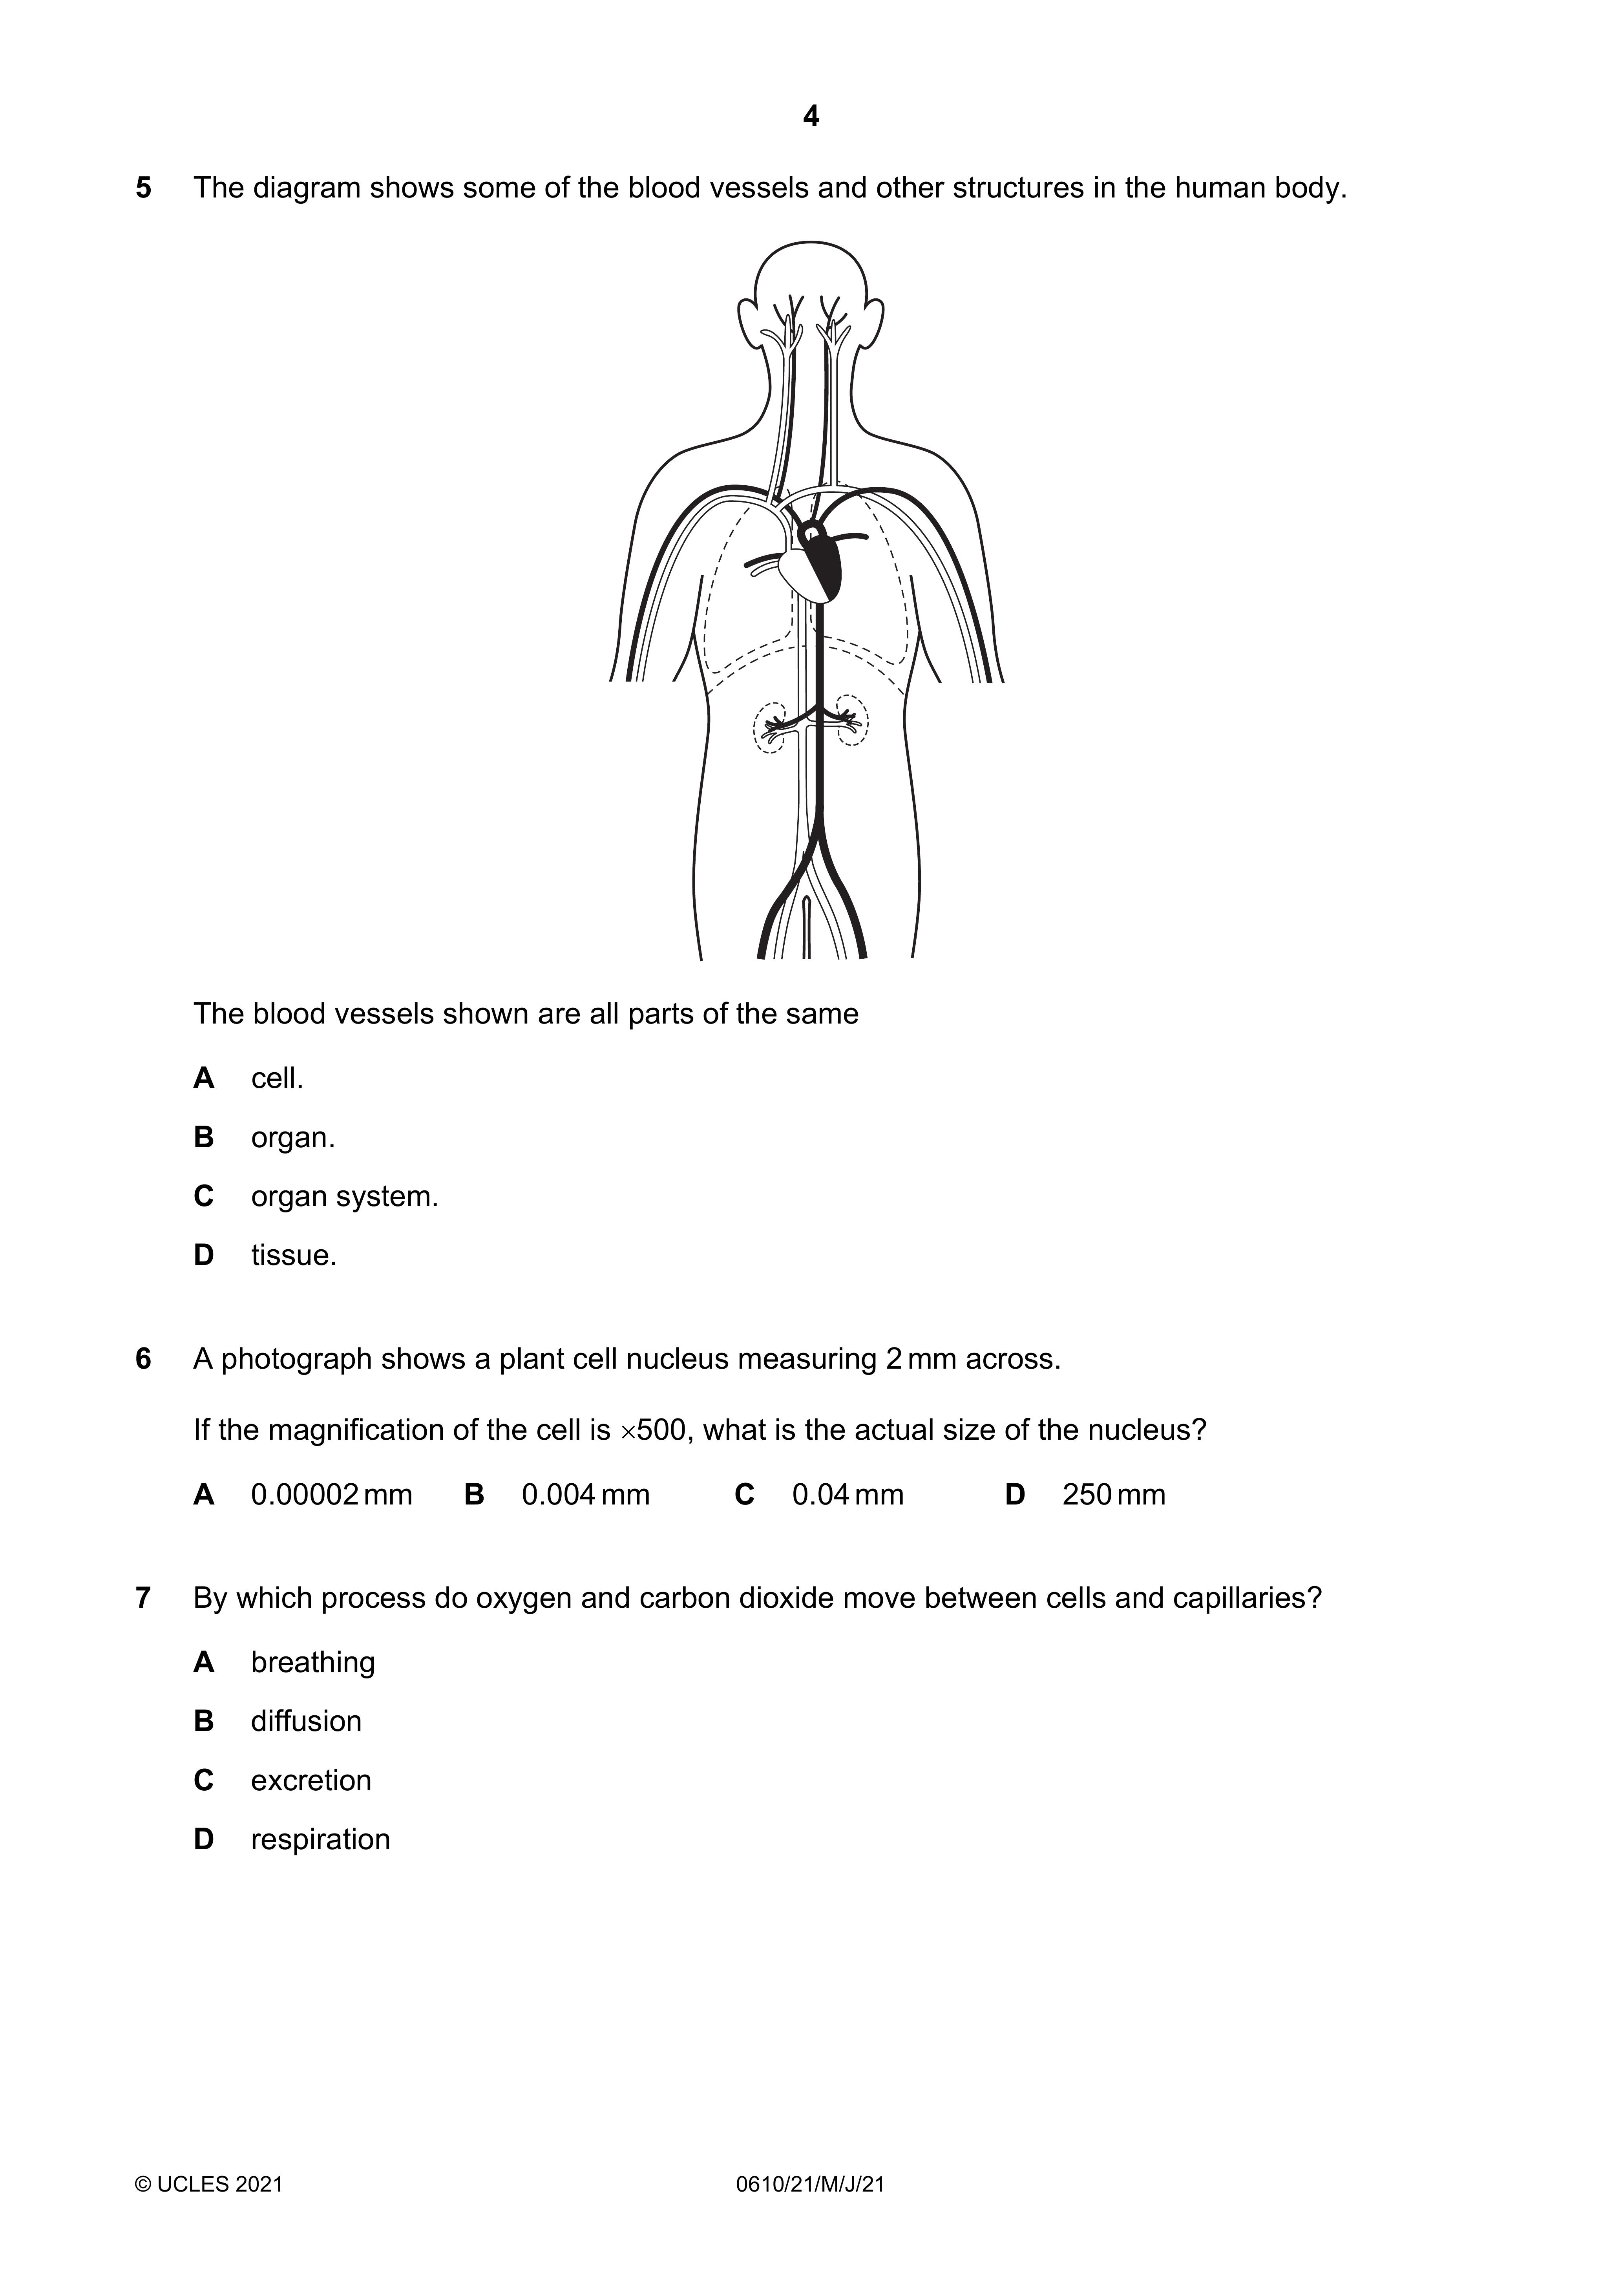 4
5 The diagram shows some of the blood vessels and other structures in the human body.
The blood vessels shown are all parts of the same
A cell.
B organ.
C organ system.
D tissue.
6 A photograph shows a plant cell nucleus measuring 2 mm across.
If the magnification of the cell is ×500, what is the actual size of the nucleus?
A 0.00002 mm B 0.004 mm C 0.04 mm D 250 mm
7 By which process do oxygen and carbon dioxide move between cells and capillaries?
A breathing
B diffusion
C excretion
D respiration
© UCLES 2021 0610/21/M/J/21